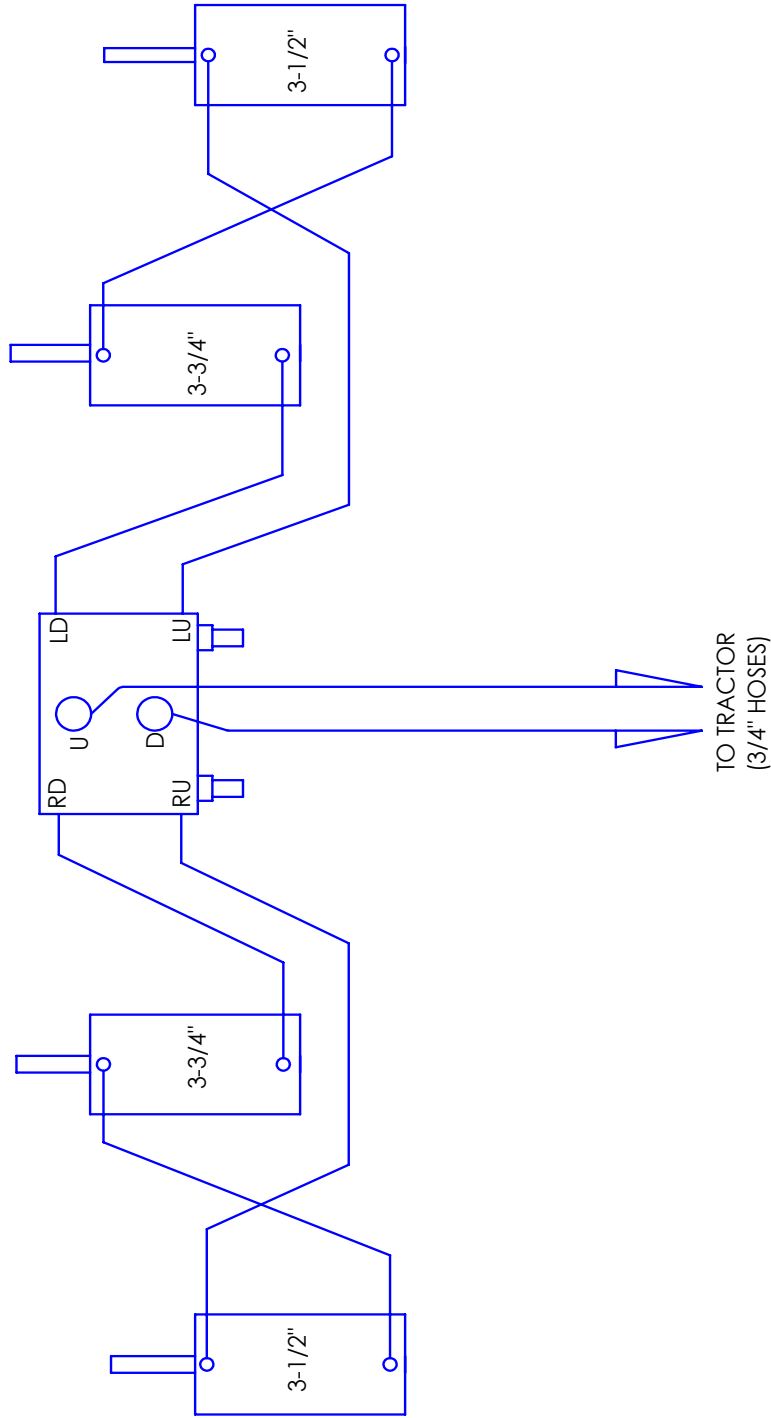 3-1/2"
3-3/4"
RD
LD
U
D
RU
LU
3-3/4"
3-1/2"
TO TRACTOR
(3/4" HOSES)